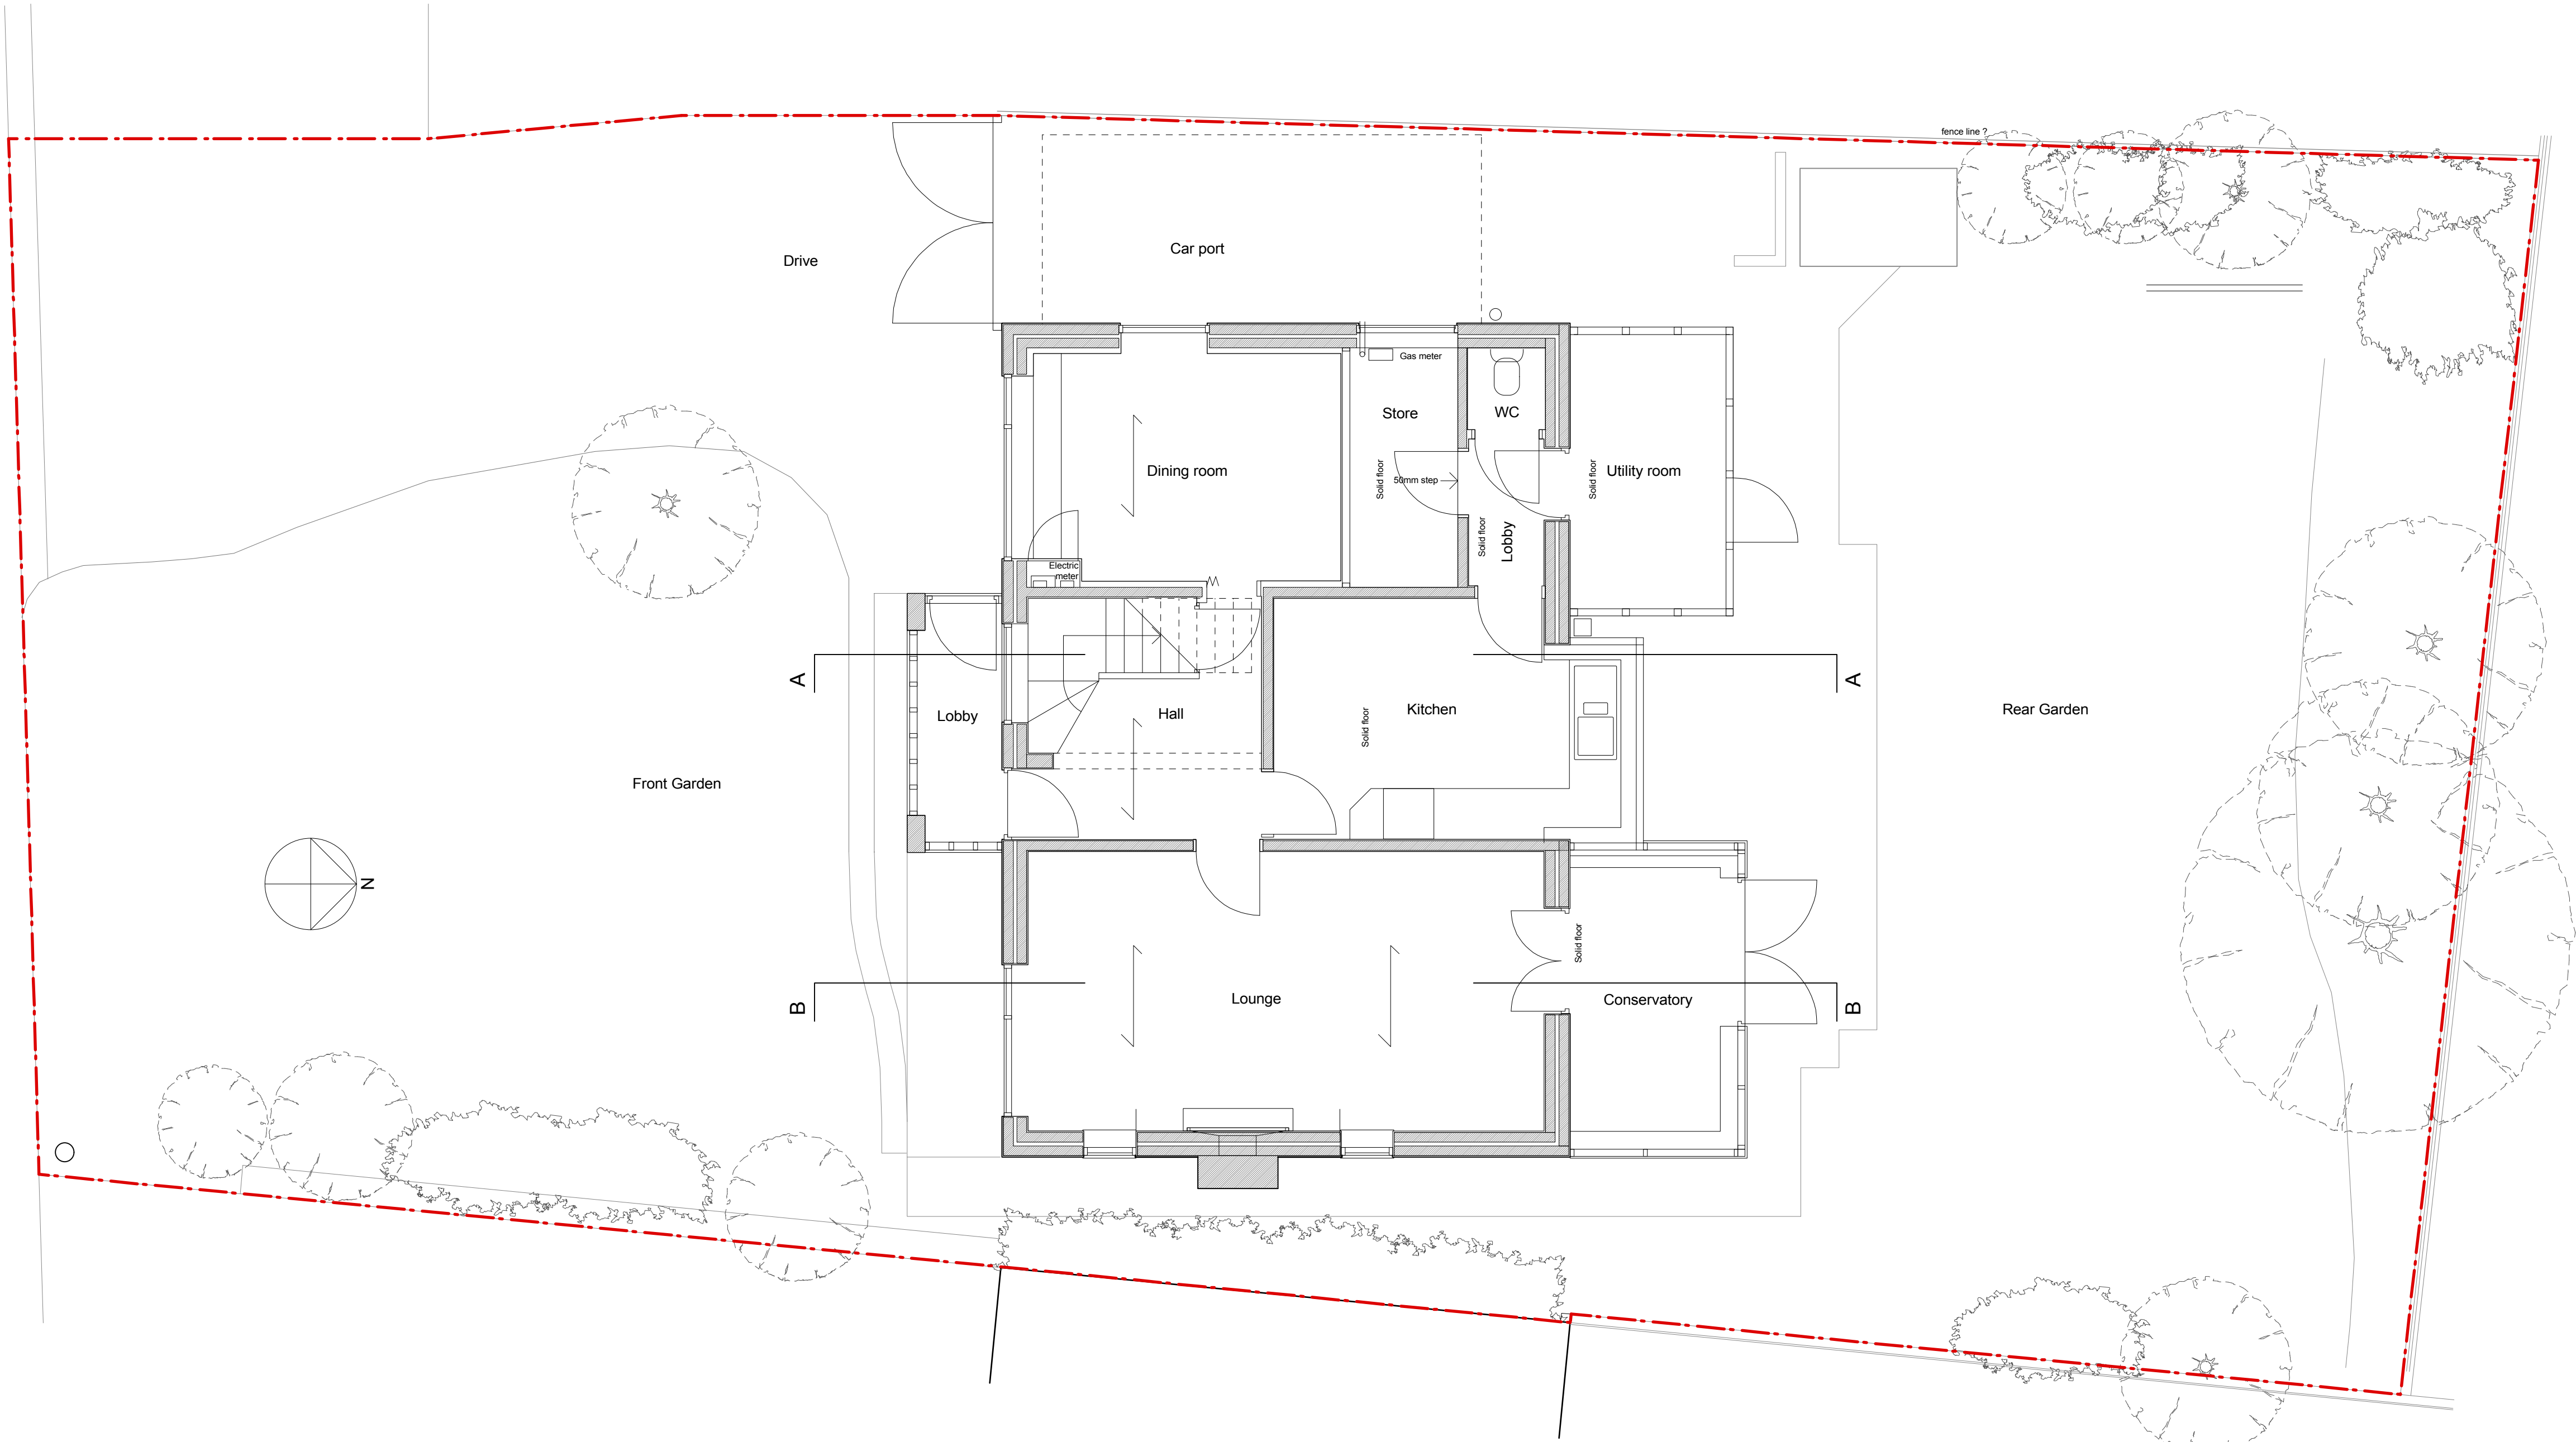 fence line ?
Car port
Drive
Gas meter
Store
WC
Dining room
Solid floor
50mm step
Solid floor
Utility room
Solid floor
Lobby
Electric
meter
A
A
Lobby
Hall
Solid floor
Kitchen
Rear Garden
Front Garden
N
Solid floor
B
Lounge
Conservatory
B